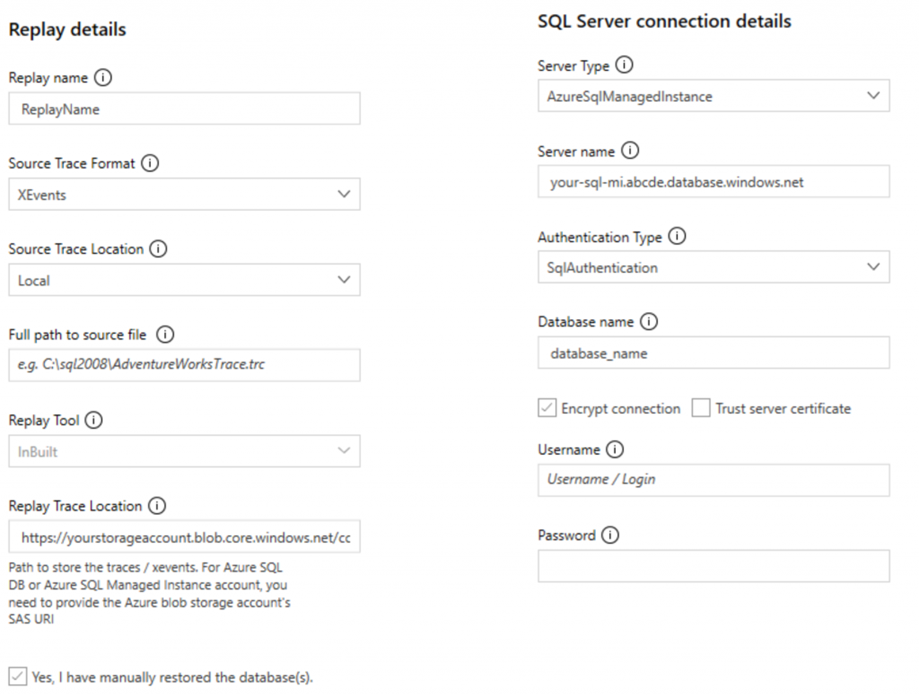 Replay details
Replay name
ReplayName
Source Trace Format
XEvents
Source Trace Location
Local
Full path to source file
e.g. C:\sql2008\AdventureWorksTrace.trc
Replay Tool
InBuilt
Replay Trace Location
https://yourstorageaccount.blob.core.windows.net/cc
Path to store the traces / xevents. For Azure SQL
DB or Azure SQL Managed Instance account, you
need to provide the Azure blob storage account's
SAS URI
Yes, I have manually restored the database(s).
SQL Server connection details
Server Type
AzureSqlManagedInstance
Server name
your-sql-mi.abcde.database.windows.net
Authentication Type
SqlAuthentication
Database name
database_name
Encrypt connection Trust server certificate
Username
Username / Login
Password